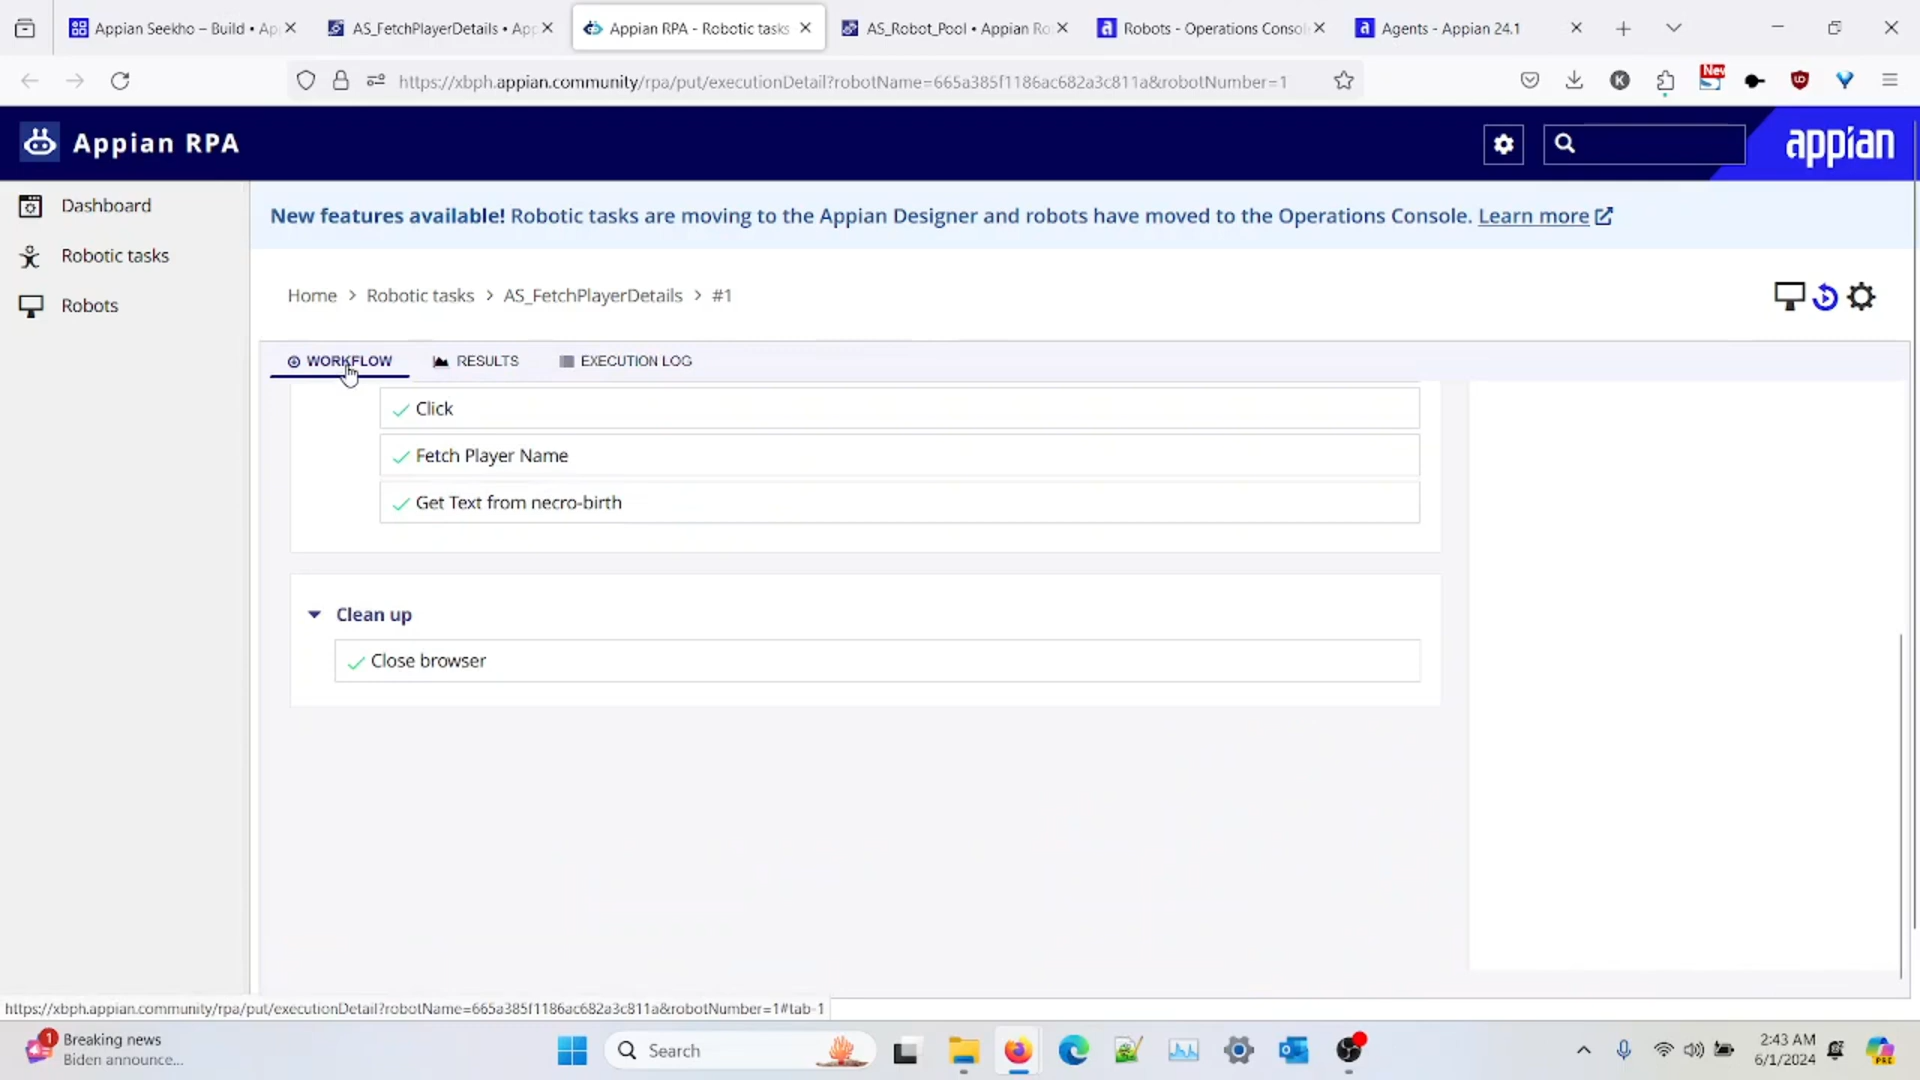 Appian Seekho – Build • Ap
AS_FetchPlayerDetails • App
Appian RPA - Robotic tasks
AS_Robot_Pool • Appian Ro
Robots - Operations Consol
Agents - Appian 24.1
https://xbph.appian.community/rpa/put/executionDetail?robotName=665a385f1186ac682a3c811a&robotNumber=1
K
New
Appian RPA
appian
Dashboard
Robotic tasks
Robots
New features available! Robotic tasks are moving to the Appian Designer and robots have moved to the Operations Console. Learn more
Home > Robotic tasks > AS_FetchPlayerDetails > #1
WORKFLOW
RESULTS
EXECUTION LOG
Click
Fetch Player Name
Get Text from necro-birth
Clean up
Close browser
https://xbph.appian.community/rpa/put/executionDetail?robotName=665a385f1186ac682a3c811a&robotNumber=1#tab-1
1
Breaking news
Biden announce...
Search
2:43 AM
6/1/2024
PRE